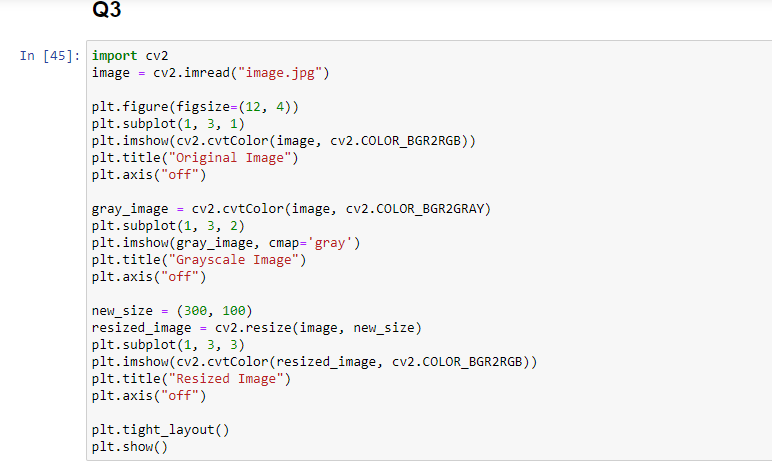 Q3
In [45]: import cv2
image = cv2.imread("image.jpg")
plt.figure(figsize=(12, 4))
plt.subplot(1, 3, 1)
plt.imshow(cv2.cvtColor(image, cv2.COLOR_BGR2RGB))
plt.title("Original Image")
plt.axis("off")
gray_image = cv2.cvtColor(image, cv2.COLOR_BGR2GRAY)
plt.subplot(1, 3, 2)
plt.imshow(gray_image, cmap='gray')
plt.title("Grayscale Image")
plt.axis("off")
new_size = (300, 100)
resized_image = cv2.resize(image, new_size)
plt.subplot(1, 3, 3)
plt.imshow(cv2.cvtColor(resized_image, cv2.COLOR_BGR2RGB))
plt.title("Resized Image")
plt.axis("off")
plt.tight_layout()
plt.show()